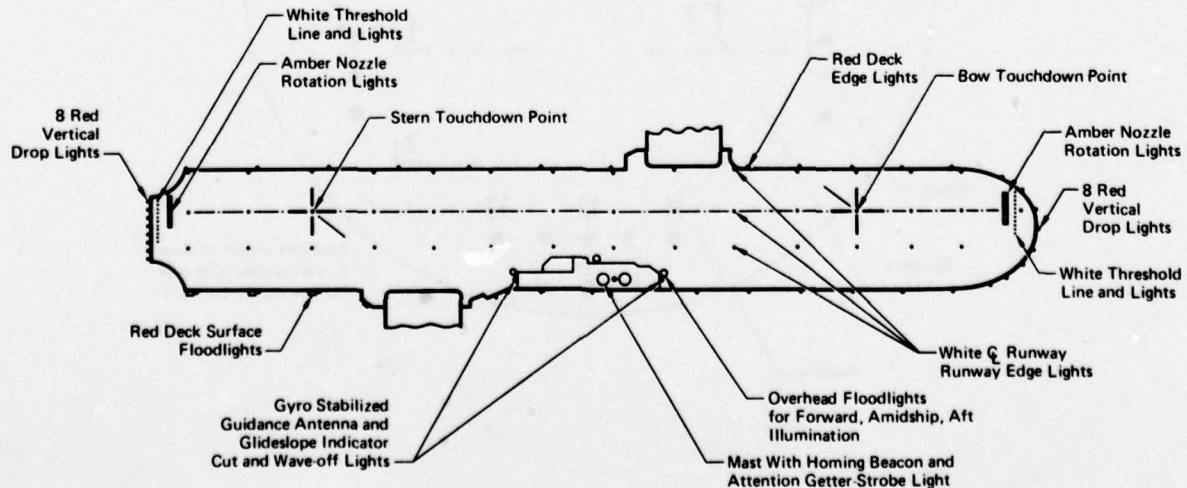 White Threshold
Line and Lights
Amber Nozzle
Rotation Lights
8 Red
Vertical
Drop Lights
Stern Touchdown Point
Red Deck
Edge Lights
Bow Touchdown Point
Amber Nozzle
Rotation Lights
8 Red
Vertical
Drop Lights
White Threshold
Line and Lights
Red Deck Surface
Floodlights
White ℄ Runway
Runway Edge Lights
Gyro Stabilized
Guidance Antenna and
Glideslope Indicator
Cut and Wave-off Lights
Overhead Floodlights
for Forward, Amidship, Aft
Illumination
Mast With Homing Beacon and
Attention Getter-Strobe Light